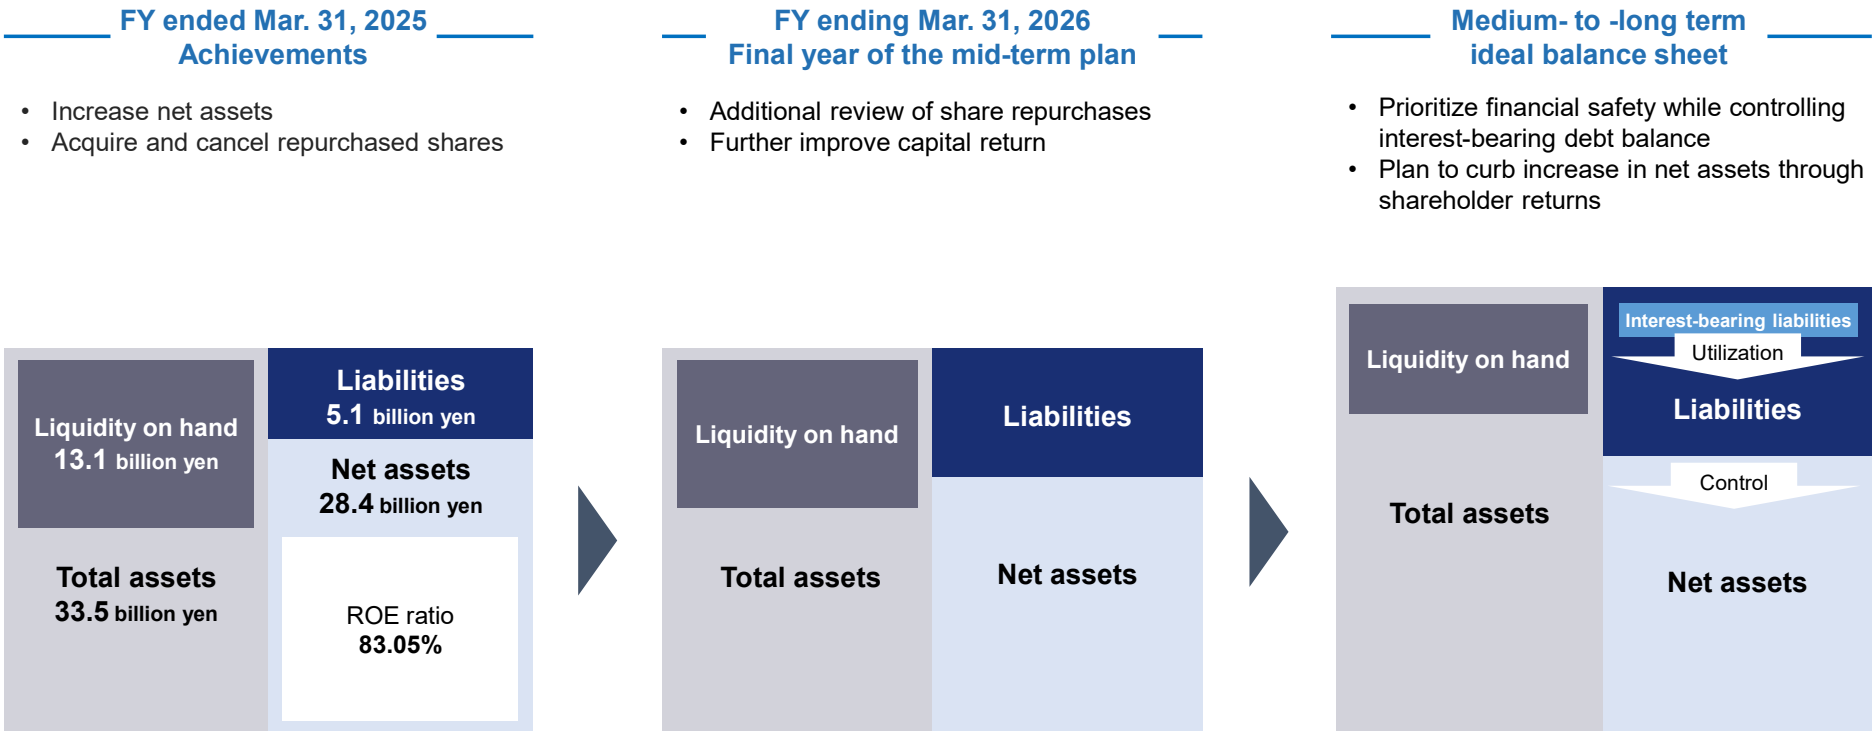 FY ended Mar. 31, 2025
Achievements
• Increase net assets
• Acquire and cancel repurchased shares
Liquidity on hand
13.1 billion yen
Total assets
33.5 billion yen
Liabilities
5.1 billion yen
Net assets
28.4 billion yen
ROE ratio
83.05%
FY ending Mar. 31, 2026
Final year of the mid-term plan
• Additional review of share repurchases
• Further improve capital return
Liquidity on hand
Total assets
Liabilities
Net assets
Medium- to -long term
ideal balance sheet
• Prioritize financial safety while controlling
interest-bearing debt balance
• Plan to curb increase in net assets through
shareholder returns
Liquidity on hand
Total assets
Interest-bearing liabilities
Utilization
Liabilities
Control
Net assets